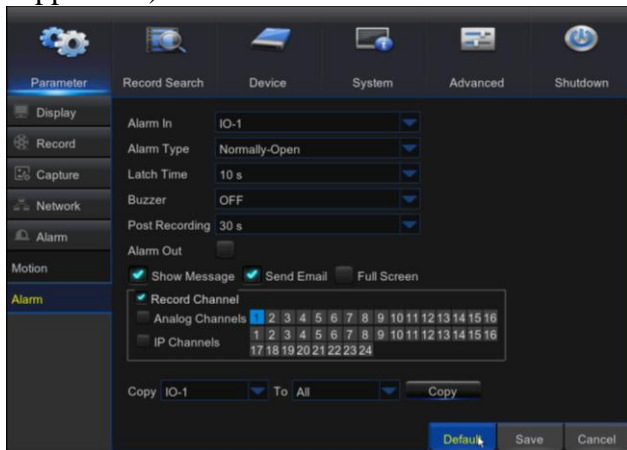 Parameter Record Search Device System Advanced Shutdown
Display
Record
Capture
Network
Alarm
Motion
Alarm
Alarm In IO-1
Alarm Type Normally-Open
Latch Time 10 s
Buzzer OFF
Post Recording 30 s
Alarm Out
Show Message Send Email Full Screen
Record Channel
Analog Channels 1 2 3 4 5 6 7 8 9 10 11 12 13 14 15 16
IP Channels 1 2 3 4 5 6 7 8 9 10 11 12 13 14 15 16
17 18 19 20 21 22 23 24
Copy IO-1 To All Copy
Default Save Cancel